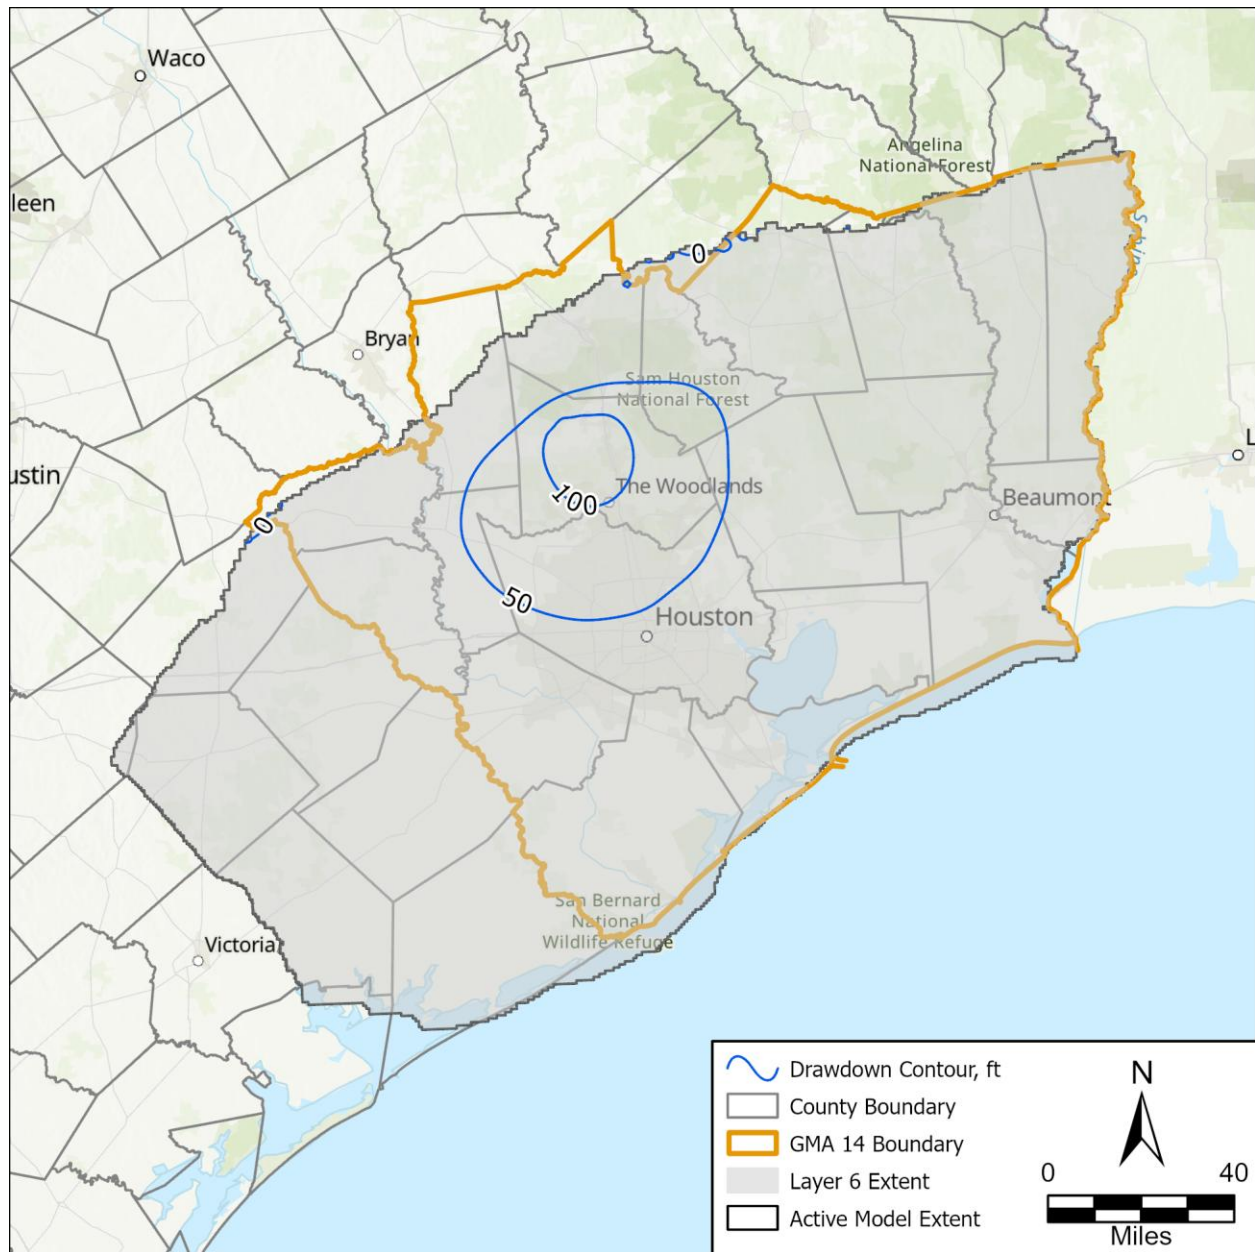 Waco
Angelina
National Forest
leen
0
Bryan
Sam Houston
National Forest
ustin
L
The Woodlands
100
Beaumont
0
50
Houston
San Bernard
National
Wildlife Refuge
Victoria
Drawdown Contour, ft
County Boundary
GMA 14 Boundary
Layer 6 Extent
Active Model Extent
N
0
40
Miles